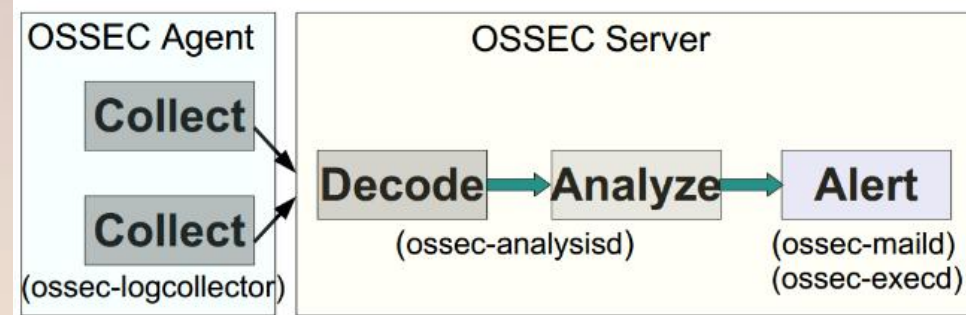 OSSEC Agent
Collect
Collect
(ossec-logcollector)
OSSEC Server
Decode
Analyze
Alert
(ossec-analysisd)
(ossec-maild)
(ossec-execd)